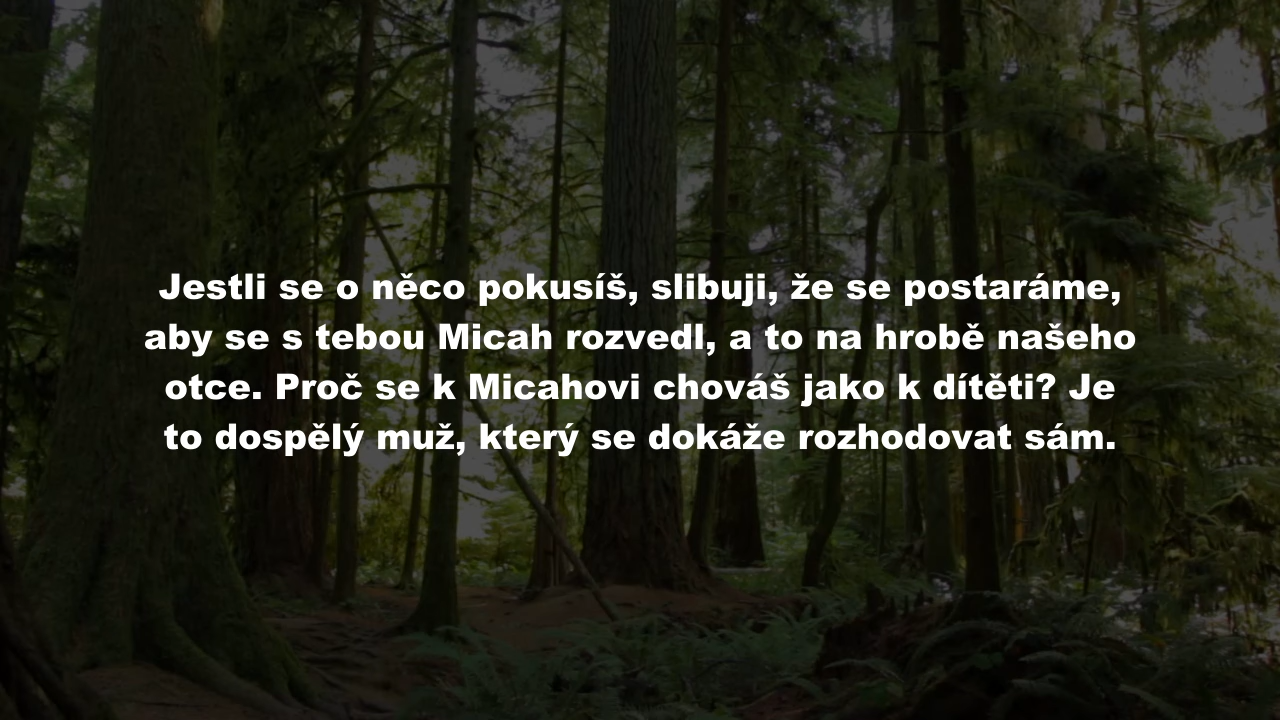 Jestli se o něco pokusíš, slibuji, že se postaráme,
aby se s tebou Micah rozvedl, a to na hrobě našeho
otce. Proč se k Micahovi chováš jako k dítěti? Je
to dospělý muž, který se dokáže rozhodovat sám.